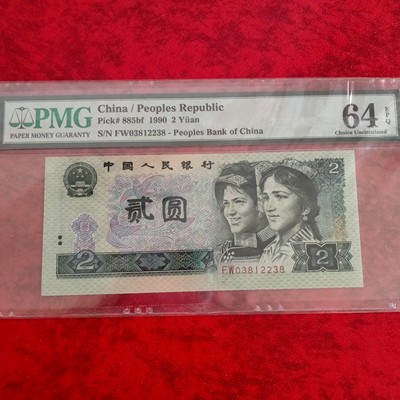 PMG
PAPER MONEY GUARANTY
China / Peoples Republic
Pick# 885bf 1990 2 Yüan
S/N FW03812238 - Peoples Bank of China
64 EPQ
Choice Uncirculated
中国人民银行
2
贰圆
2
2
FW03812238